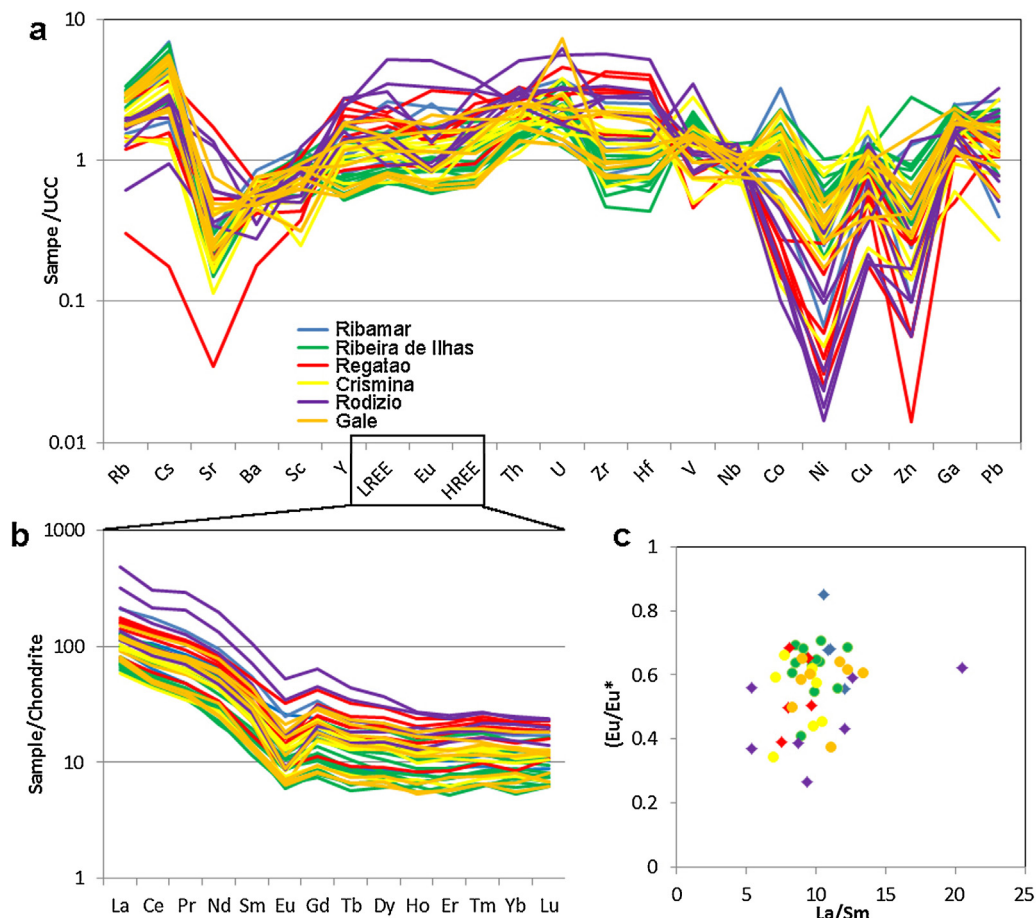 a
10
1
0.1
0.01
Sampe /UCC
Ribamar
Ribeira de Ilhas
Regatao
Crismina
Rodizio
Gale
Rb Cs Sr Ba Sc Y LREE Eu HREE Th U Zr Hf V Nb Co Ni Cu Zn Ga Pb
b
1000
100
10
1
Sample/Chondrite
La Ce Pr Nd Sm Eu Gd Tb Dy Ho Er Tm Yb Lu
c
1
0.8
0.6
0.4
0.2
0
(Eu/Eu*
0 5 10 15 20 25
La/Sm